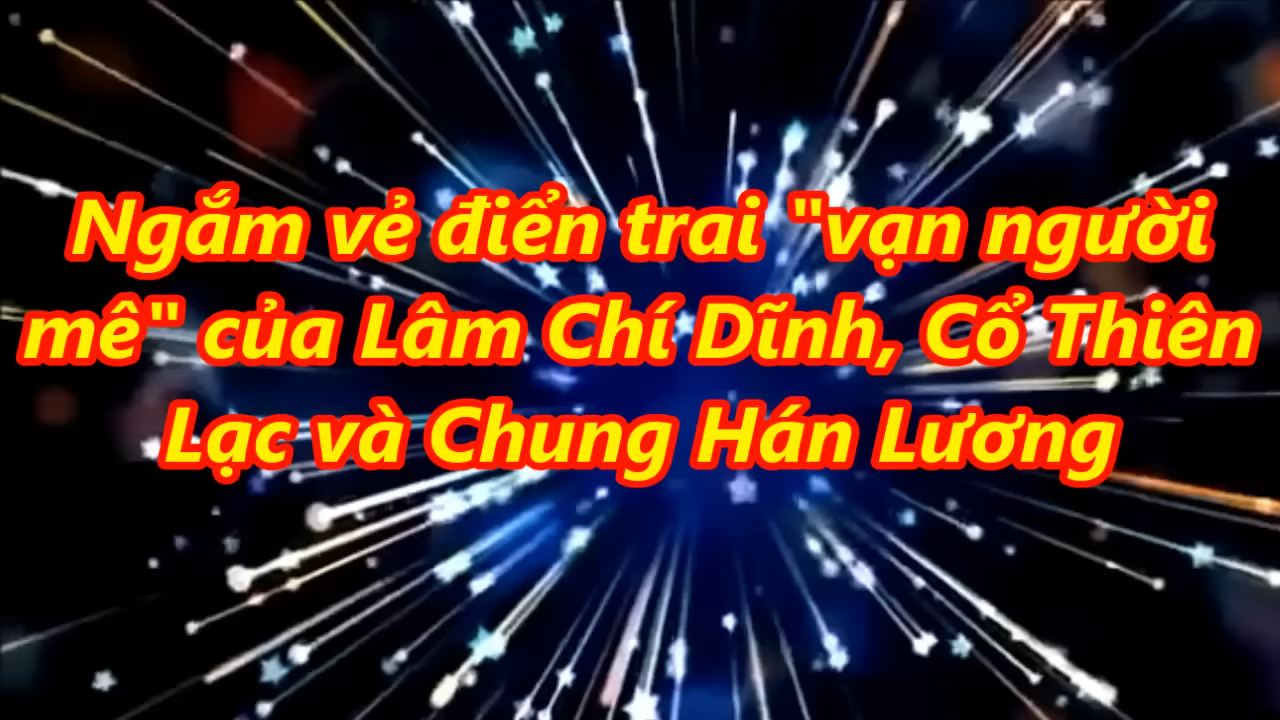 Ngắm vẻ điển trai "vạn người
mê" của Lâm Chí Dĩnh, Cổ Thiên
Lạc và Chung Hán Lương